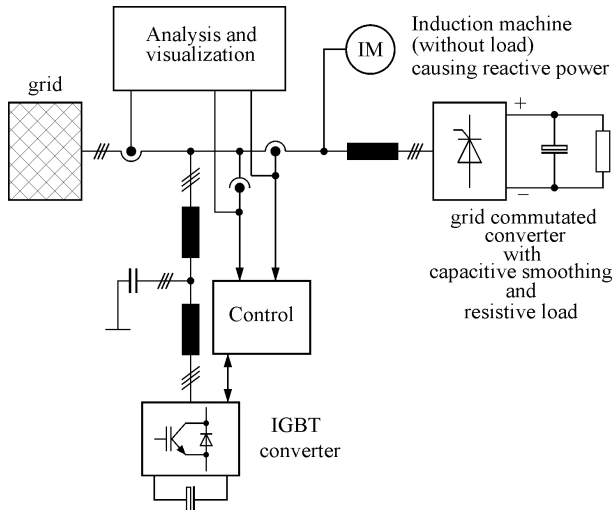 Analysis and
visualization
grid
IM
Induction machine
(without load)
causing reactive power
+
−
grid commutated
converter
with
capacitive smoothing
and
resistive load
Control
IGBT
converter